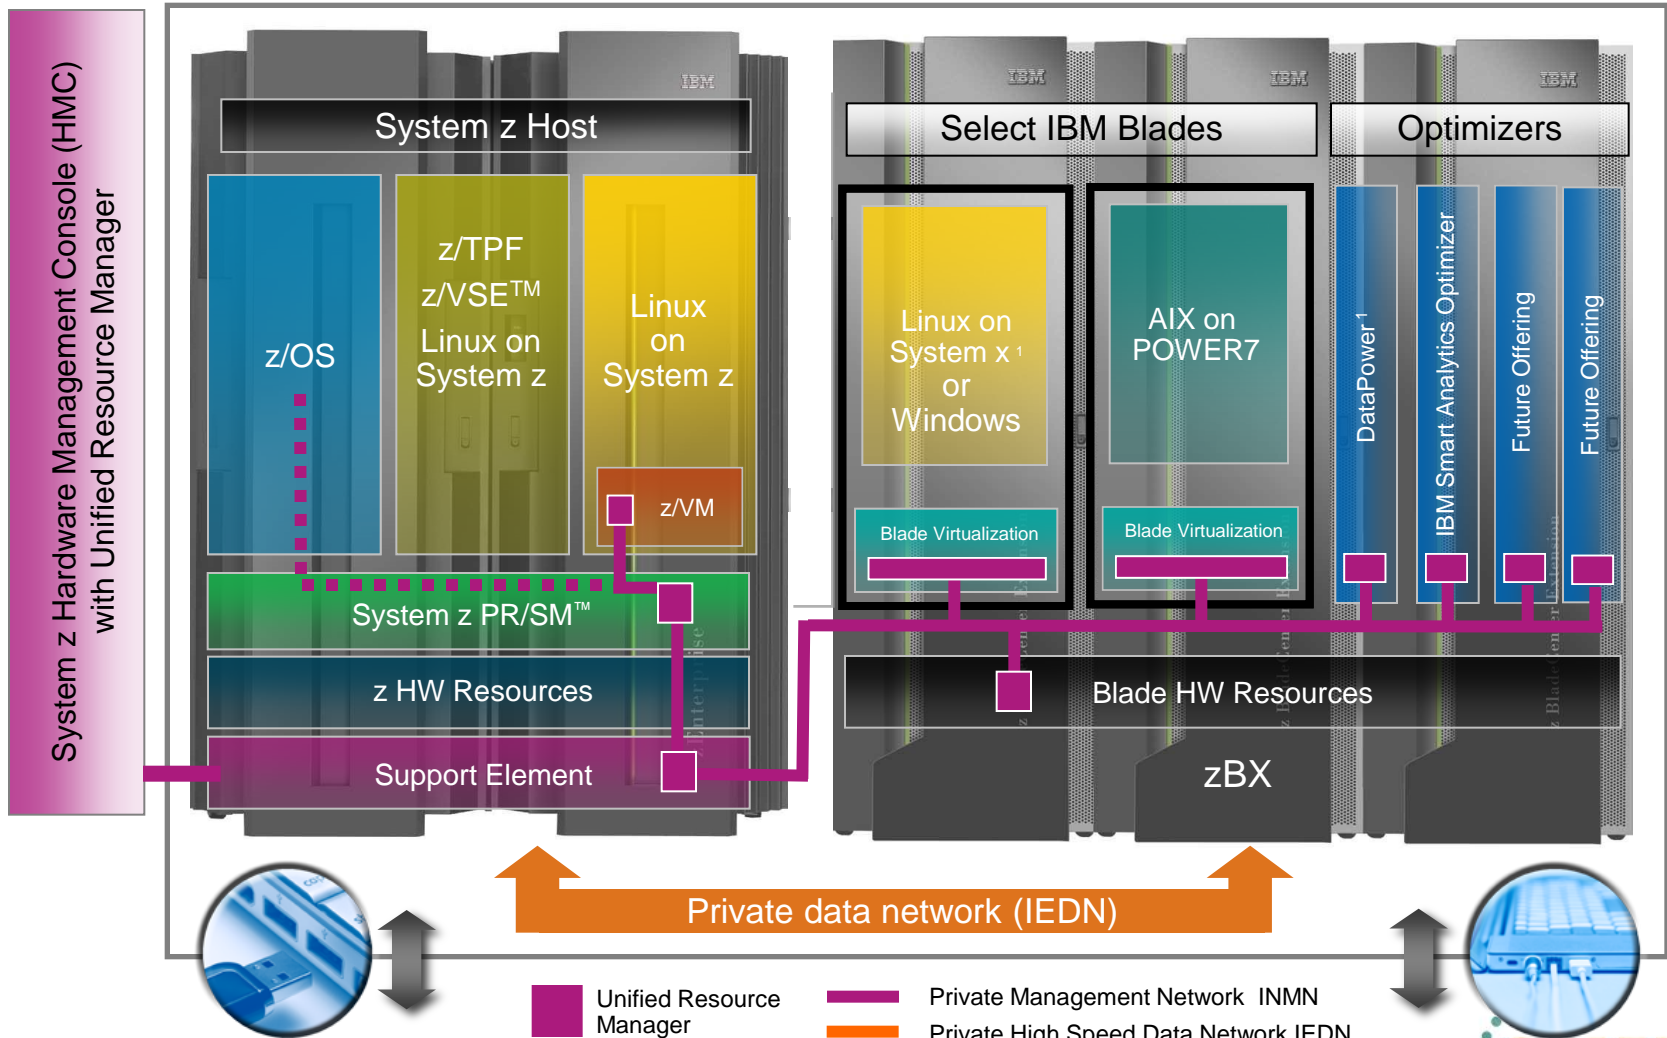 System z Hardware Management Console (HMC)
with Unified Resource Manager
IBM
System z Host
z/OS
z/TPF
z/VSE™
Linux on
System z
Linux
on
System z
z/VM
System z PR/SM™
z HW Resources
Support Element
zEnterprise
IBM
IBM
IBM
Select IBM Blades
Optimizers
Linux on
System x 1
or
Windows
Blade Virtualization
AIX on
POWER7
Blade Virtualization
DataPower1
IBM Smart Analytics Optimizer
Future Offering
Future Offering
Blade HW Resources
z BladeCenter Extension
zBX
Private data network (IEDN)
Unified Resource
Manager
Private Management Network INMN
Private High Speed Data Network IEDN